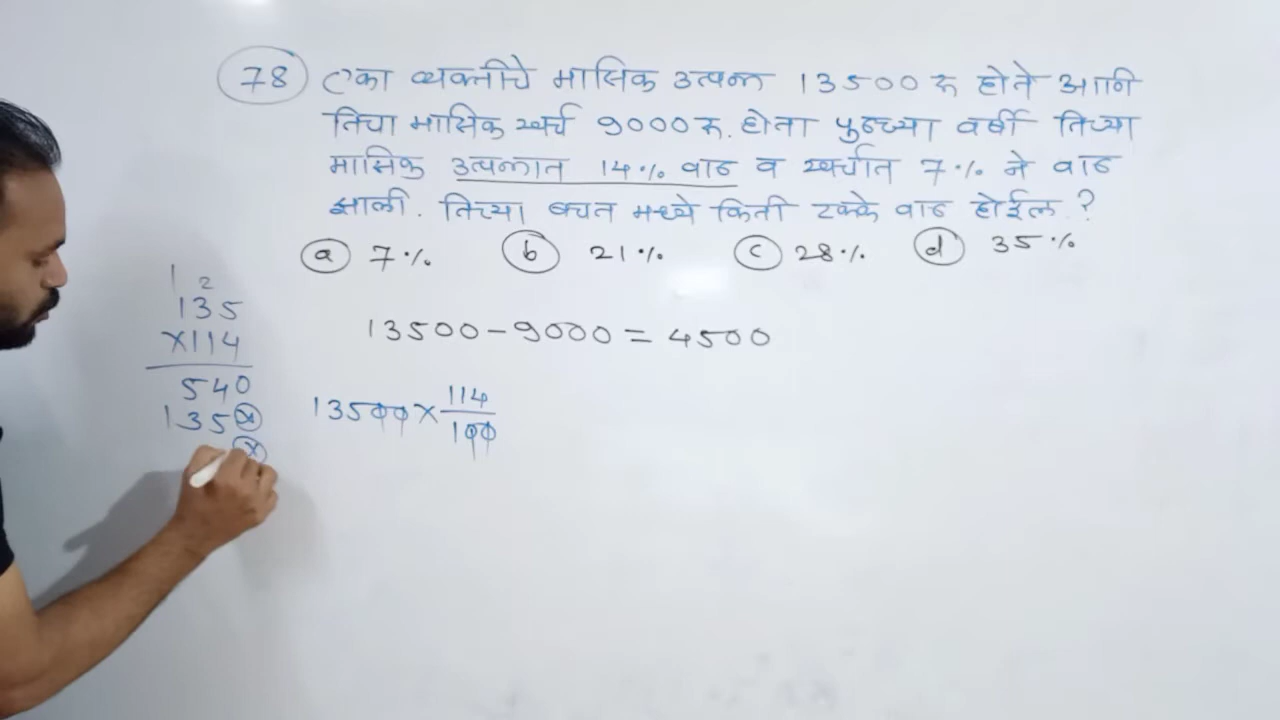 78 एका व्यक्तीचे मासिक उत्पन्न 13500 रू होते आणि
तिचा मासिक खर्च 9000 रू. होता पुढच्या वर्षी तिच्या
मासिक उत्पन्नात 14% वाढ व खर्चात 7% ने वाढ
झाली. तिच्या बचत मध्ये किती टक्के वाढ होईल ?
a 7% b 21% c 28% d 35%
1 2
135
×114
540
135×
×
13500 - 9000 = 4500
13500 × 114/100